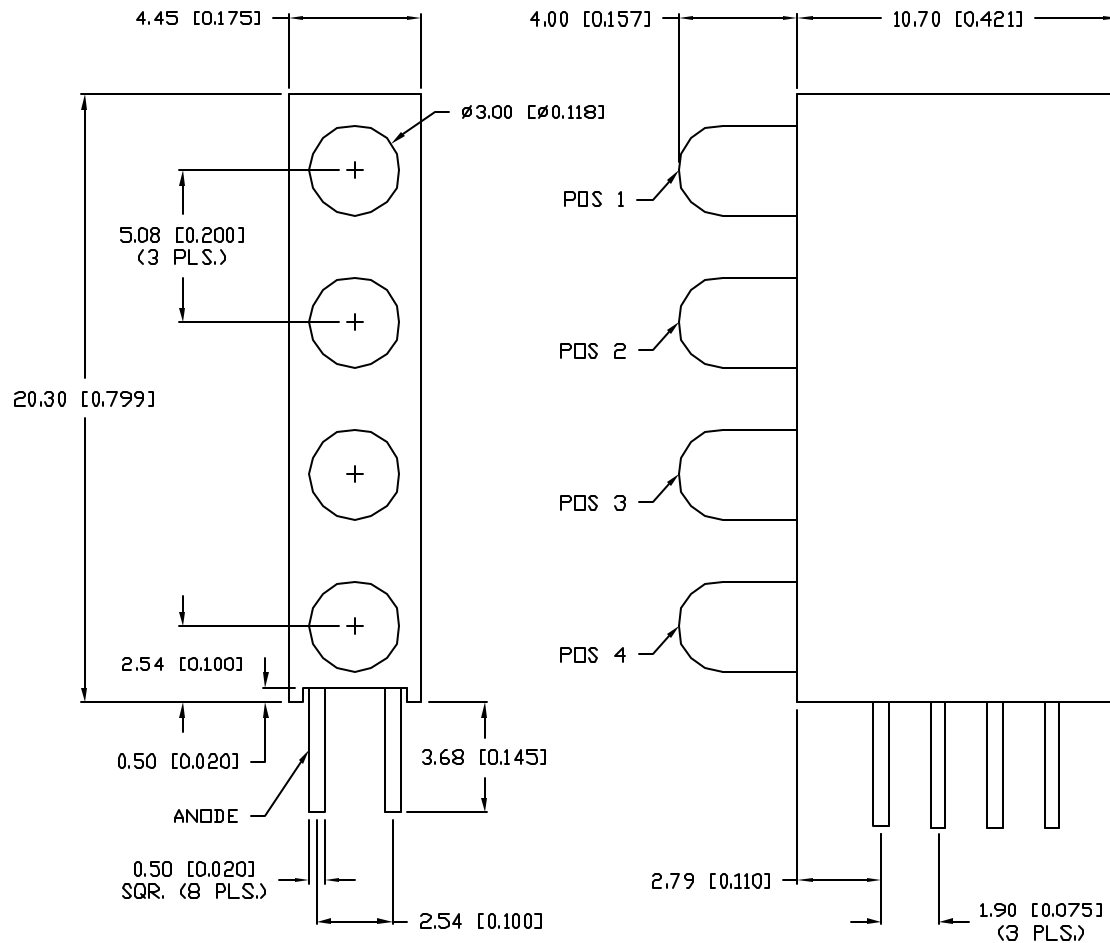 4.45 [0.175]
4.00 [0.157]
10.70 [0.421]
ø3.00 [ø0.118]
POS 1
5.08 [0.200]
(3 PLS.)
POS 2
20.30 [0.799]
POS 3
POS 4
2.54 [0.100]
0.50 [0.020]
3.68 [0.145]
ANODE
0.50 [0.020]
SQR. (8 PLS.)
2.54 [0.100]
2.79 [0.110]
1.90 [0.075]
(3 PLS.)